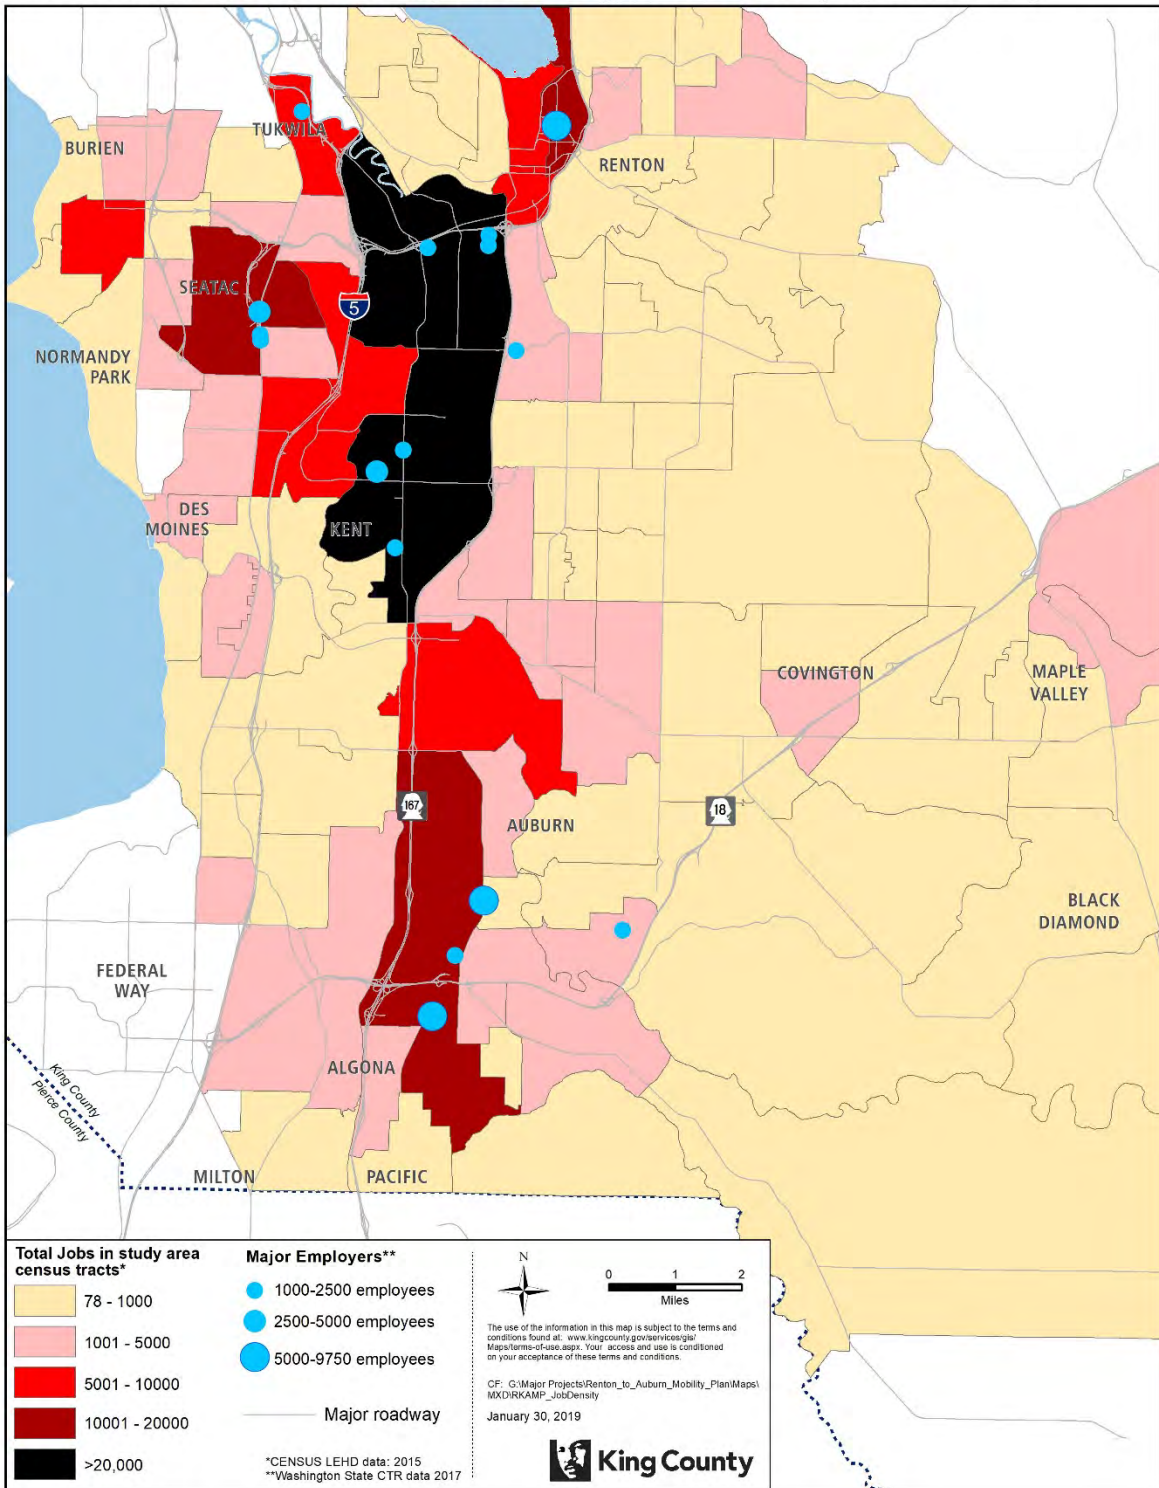 TUKWILA
BURIEN
RENTON
SEATAC
5
NORMANDY
PARK
DES
MOINES
KENT
COVINGTON
MAPLE
VALLEY
167
18
AUBURN
BLACK
DIAMOND
FEDERAL
WAY
ALGONA
King County
Pierce County
MILTON
PACIFIC
Total Jobs in study area
census tracts*
78 - 1000
1001 - 5000
5001 - 10000
10001 - 20000
>20,000
Major Employers**
1000-2500 employees
2500-5000 employees
5000-9750 employees
Major roadway
*CENSUS LEHD data: 2015
**Washington State CTR data 2017
N
0 1 2
Miles
The use of the information in this map is subject to the terms and
conditions found at: www.kingcounty.gov/services/gis/
Maps/terms-of-use.aspx. Your access and use is conditioned
on your acceptance of these terms and conditions.
CF: G:\Major Projects\Renton_to_Auburn_Mobility_Plan\Maps\
MXD\RKAMP_JobDensity
January 30, 2019
King County